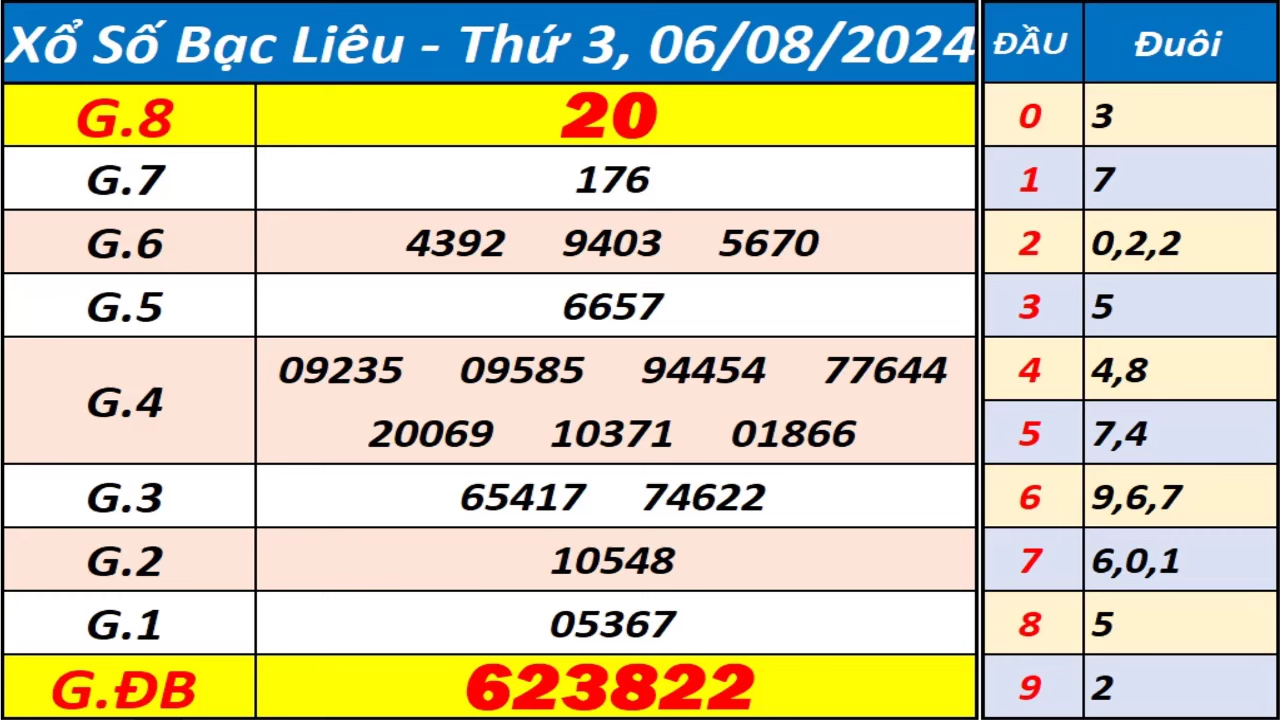 Xổ Số Bạc Liêu - Thứ 3, 06/08/2024 ĐẦU Đuôi
G.8 20 0 3
G.7 176 1 7
G.6 4392 9403 5670 2 0,2,2
G.5 6657 3 5
G.4 09235 09585 94454 77644 4 4,8
20069 10371 01866 5 7,4
G.3 65417 74622 6 9,6,7
G.2 10548 7 6,0,1
G.1 05367 8 5
G.ĐB 623822 9 2